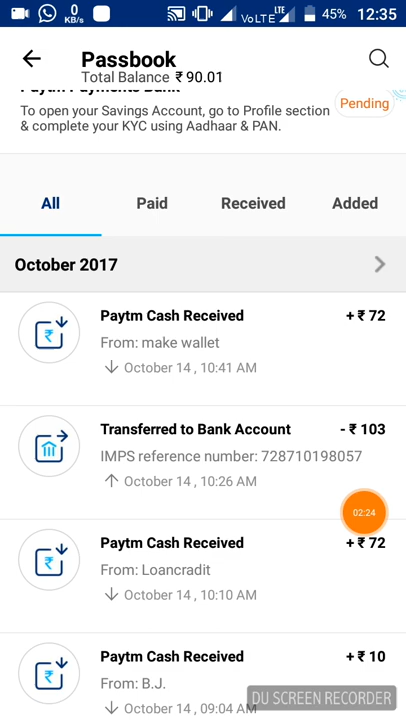 0
KB/s
VoLTE
LTE
45%
12:35
Passbook
Total Balance ₹ 90.01
Paytm Payments Bank
To open your Savings Account, go to Profile section
& complete your KYC using Aadhaar & PAN.
Pending
All
Paid
Received
Added
October 2017
Paytm Cash Received
+ ₹ 72
From: make wallet
October 14 , 10:41 AM
Transferred to Bank Account
- ₹ 103
IMPS reference number: 728710198057
October 14 , 10:26 AM
02:24
Paytm Cash Received
+ ₹ 72
From: Loancradit
October 14 , 10:10 AM
Paytm Cash Received
+ ₹ 10
From: B.J.
October 14 , 09:04 AM
DU SCREEN RECORDER